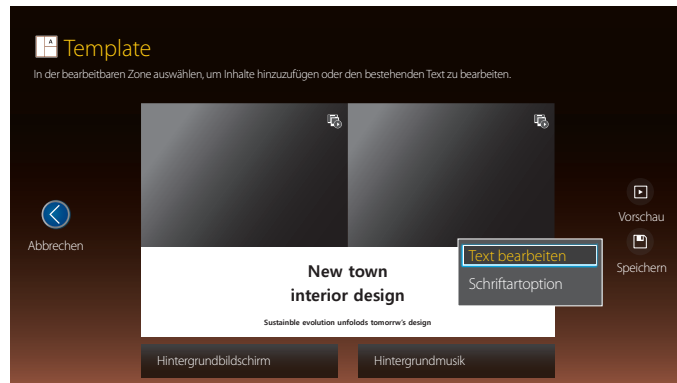 Template
In der bearbeitbaren Zone auswählen, um Inhalte hinzuzufügen oder den bestehenden Text zu bearbeiten.
Abbrechen
New town
interior design
Sustainble evolution unfolods tomorrw's design
Text bearbeiten
Schriftartoption
Vorschau
Speichern
Hintergrundbildschirm
Hintergrundmusik